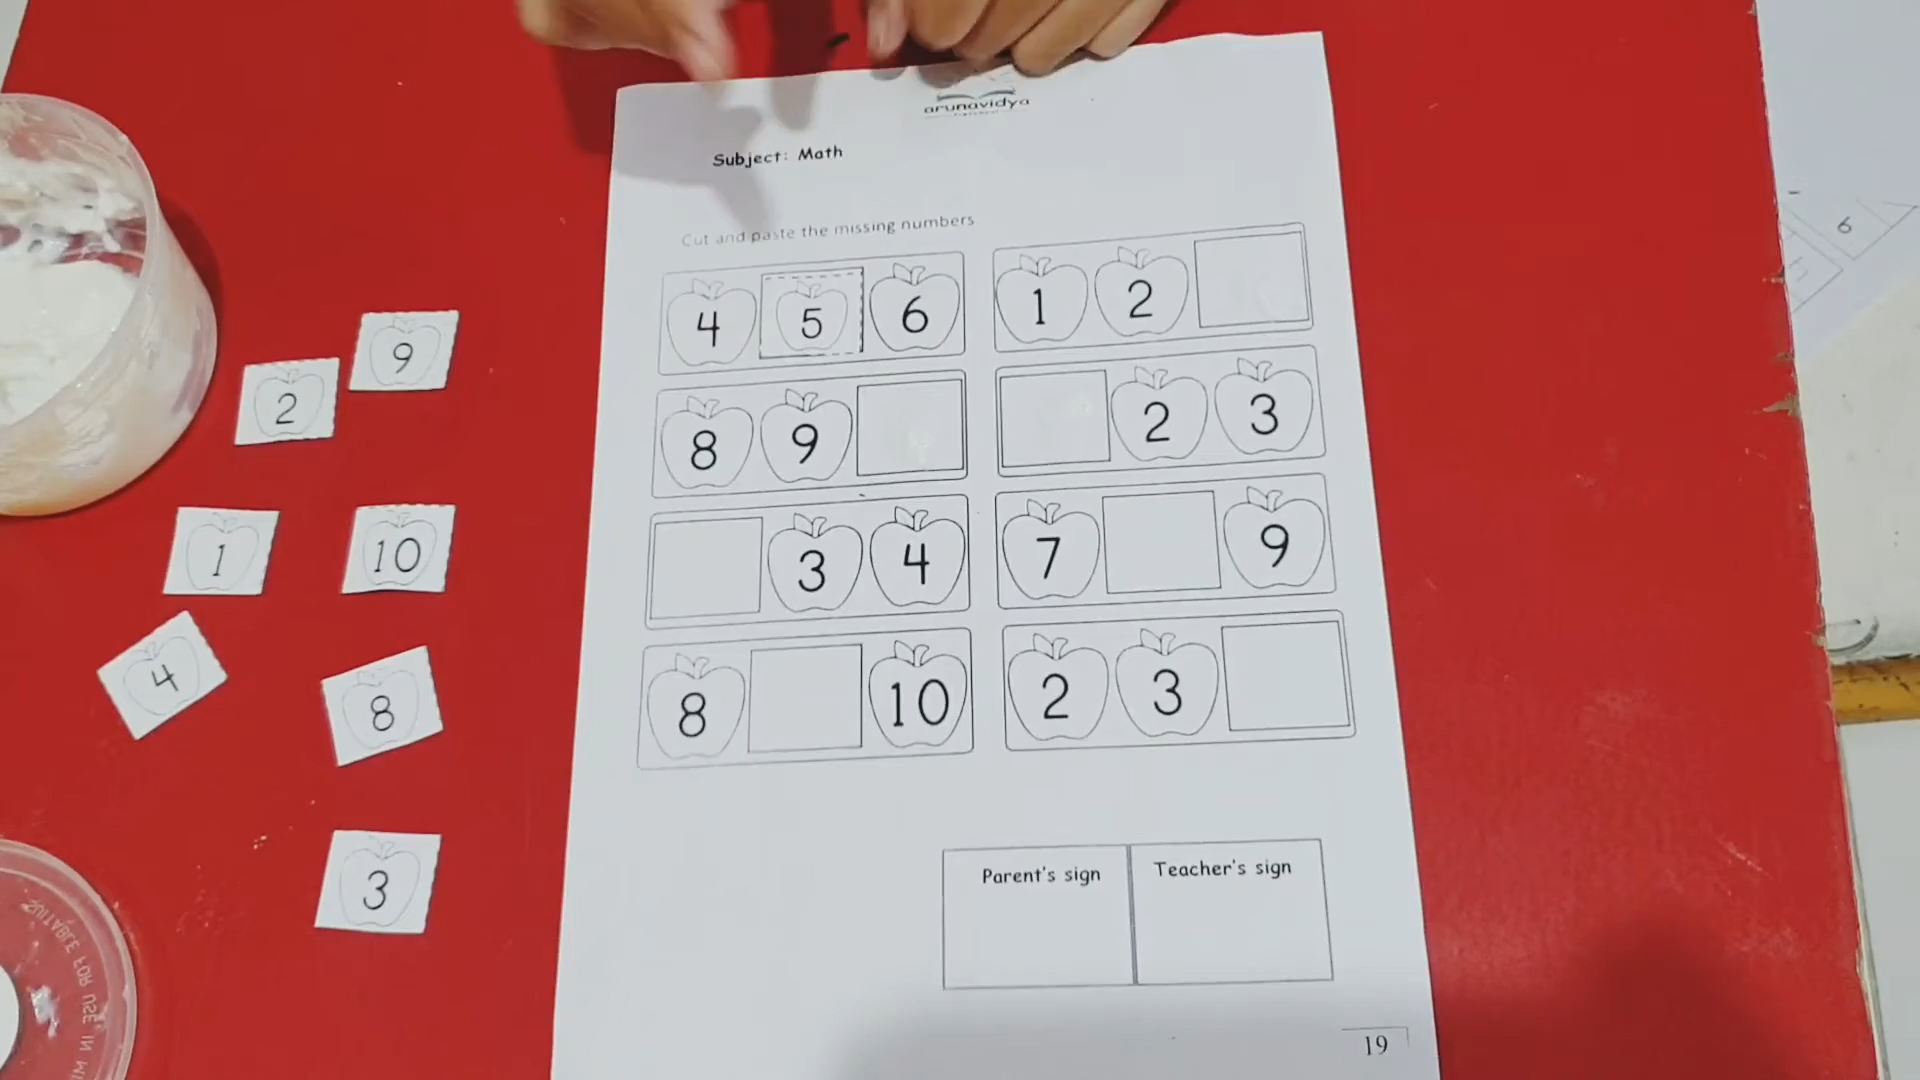 arunavidya
Subject: Math
Cut and paste the missing numbers
4 5 6
1 2
8 9
2 3
3 4
7 9
8 10
2 3
Parent's sign
Teacher's sign
19
9
2
1
10
4
8
3
6